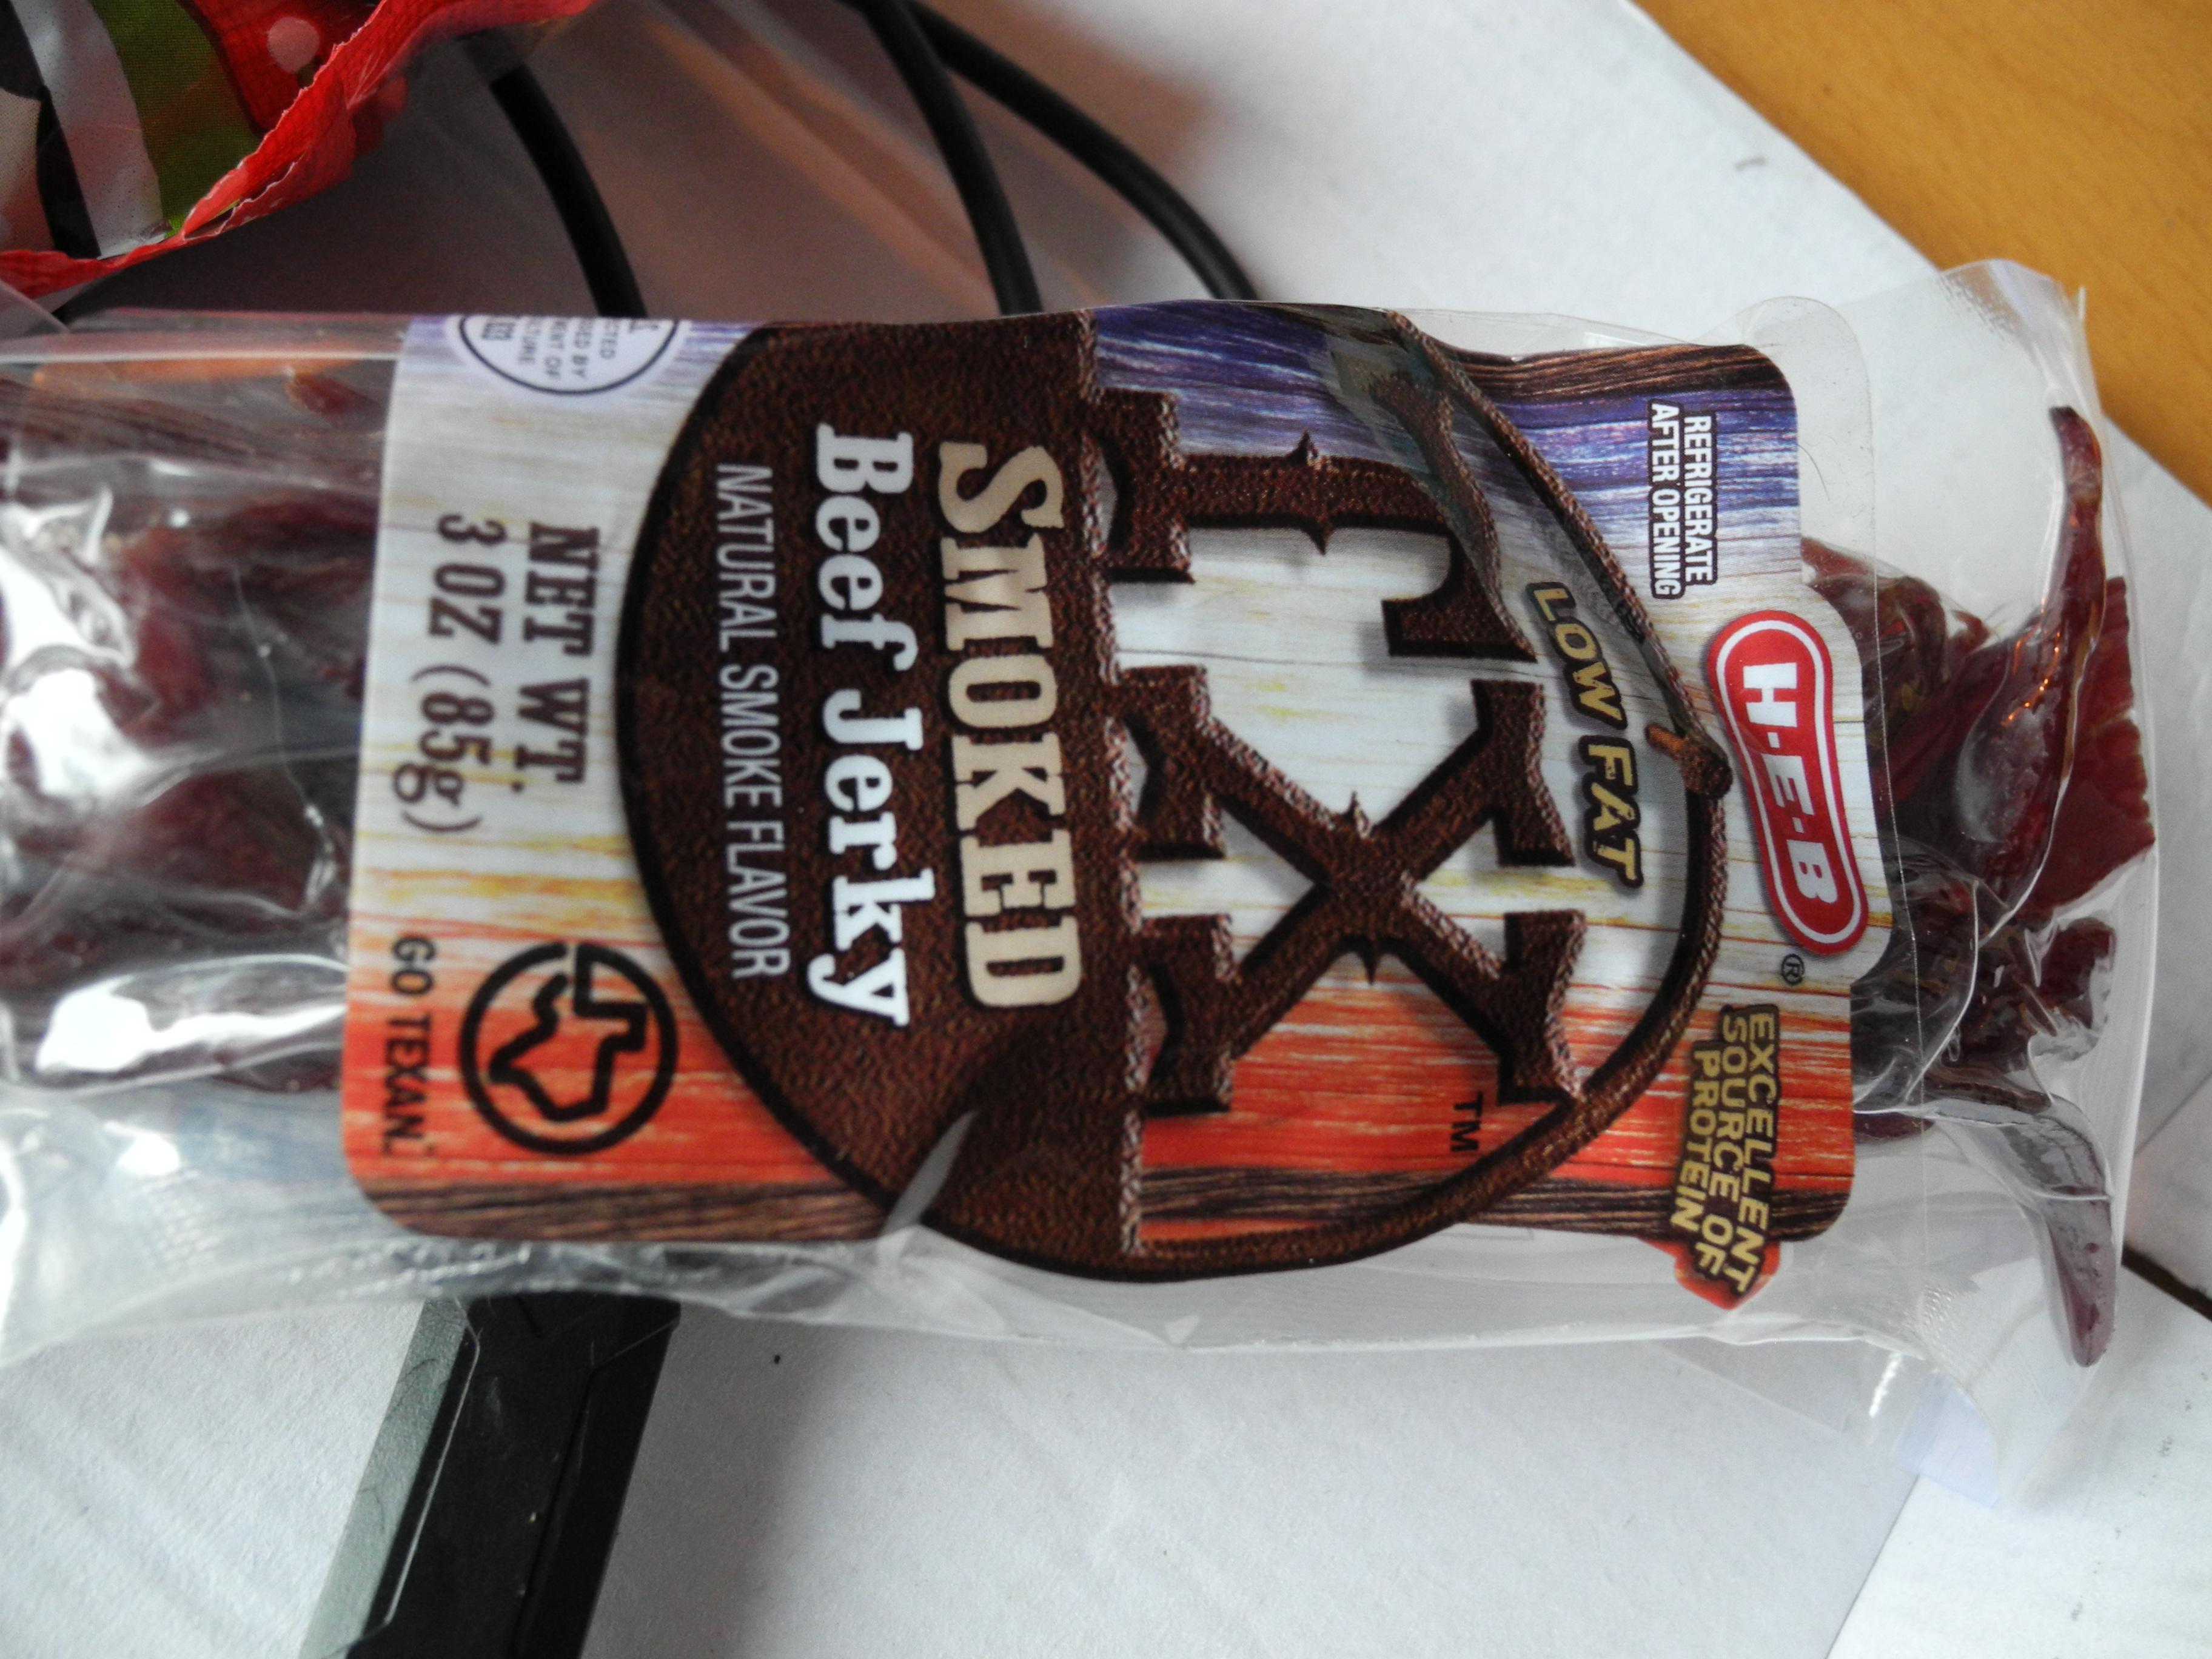 H-E-B®
REFRIGERATE
AFTER OPENING
EXCELLENT
SOURCE OF
PROTEIN
LOW FAT
TX
TM
SMOKED
Beef Jerky
NATURAL SMOKE FLAVOR
NET WT.
3 OZ (85g)
GO TEXAN.